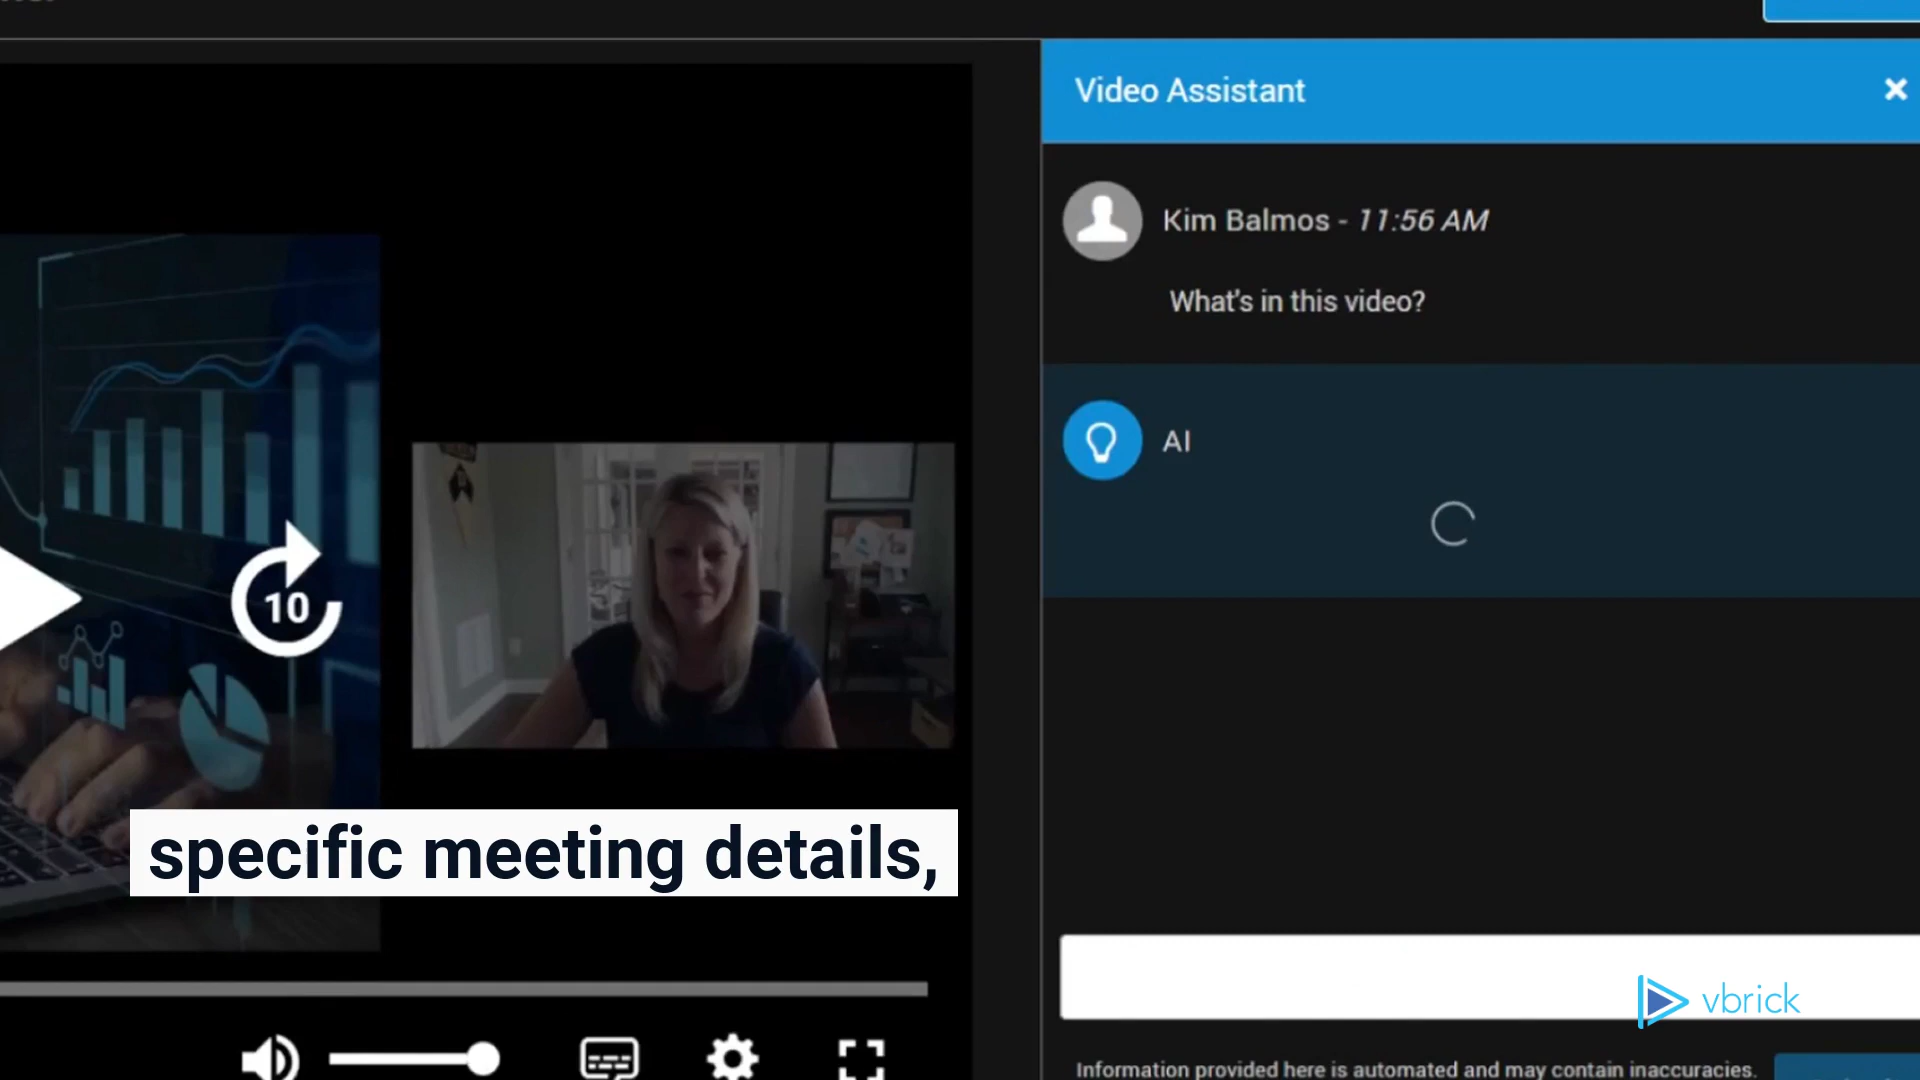 Video Assistant
Kim Balmos - 11:56 AM
What's in this video?
AI
10
specific meeting details,
vbrick
Information provided here is automated and may contain inaccuracies.